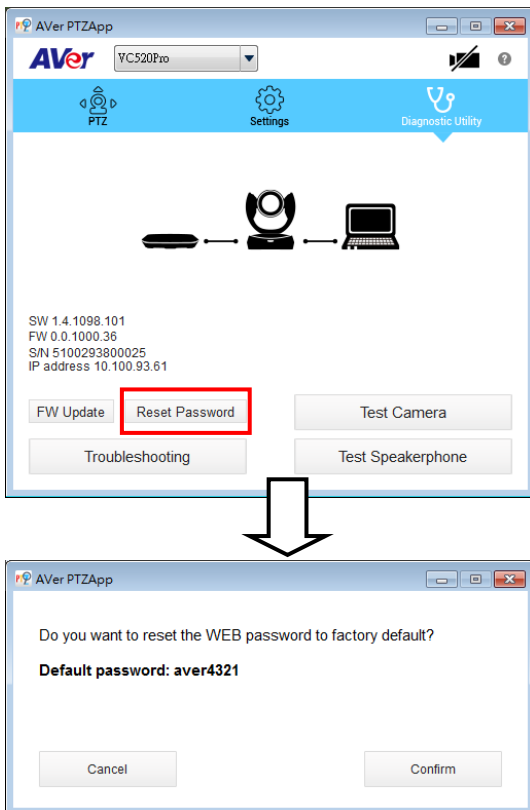 AVer PTZApp
AVer
VC520Pro
PTZ
Settings
Diagnostic Utility
SW 1.4.1098.101
FW 0.0.1000.36
S/N 5100293800025
IP address 10.100.93.61
FW Update
Reset Password
Test Camera
Troubleshooting
Test Speakerphone
AVer PTZApp
Do you want to reset the WEB password to factory default?
Default password: aver4321
Cancel
Confirm